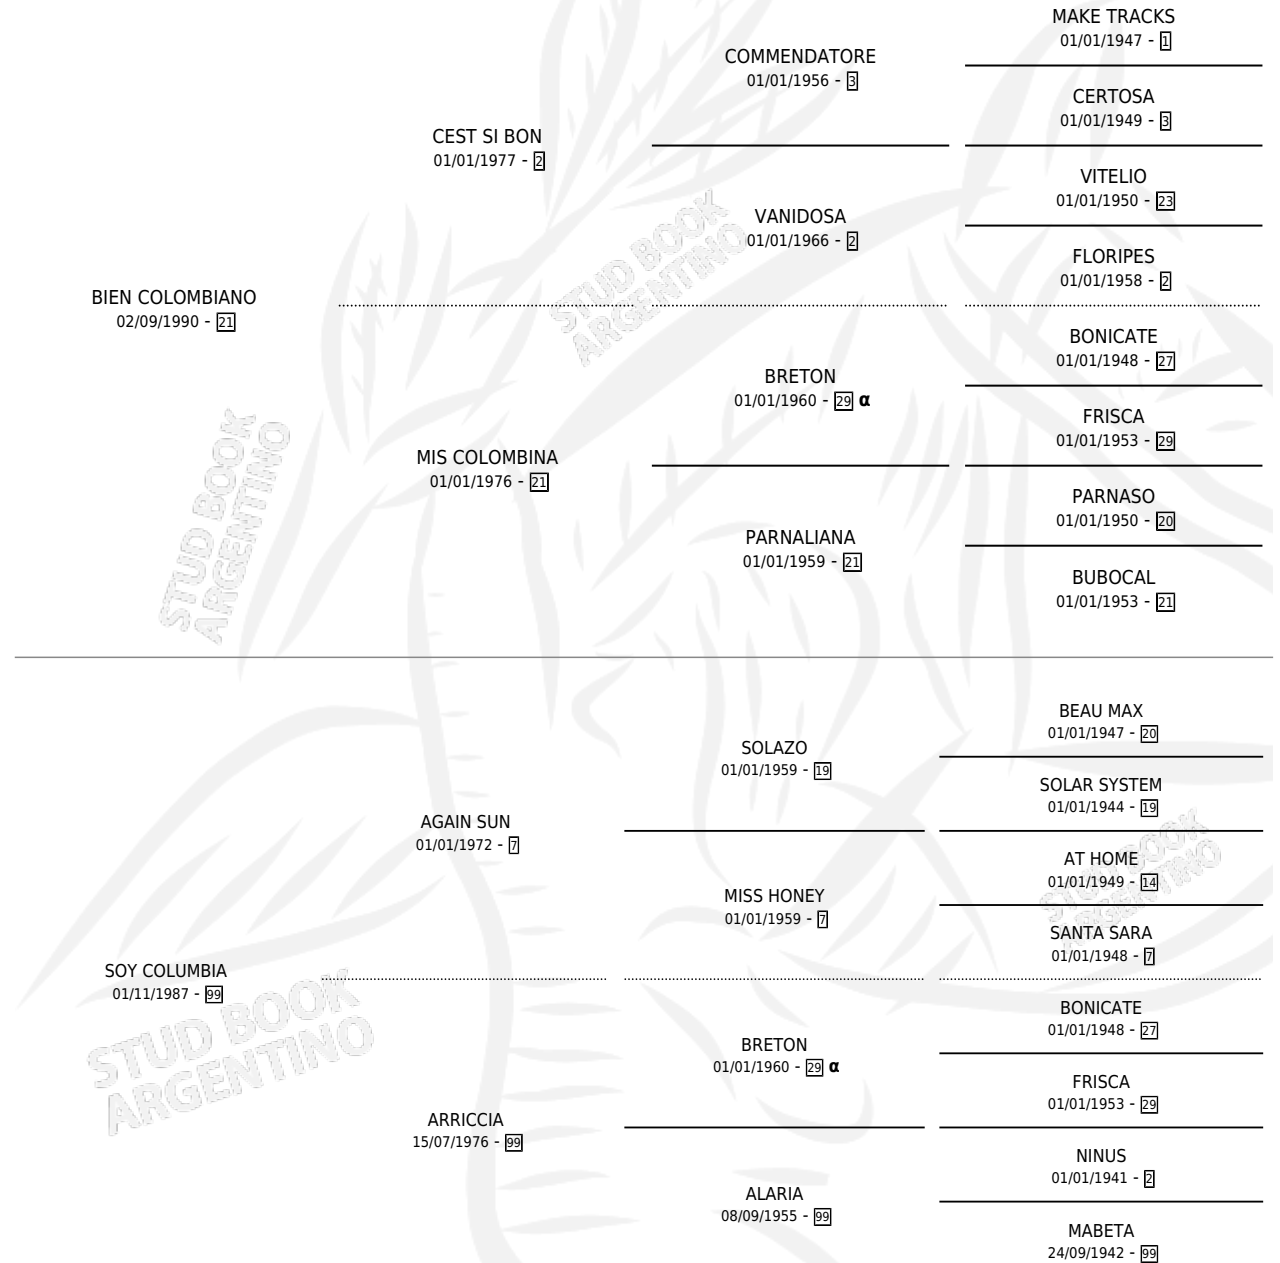 MAKE TRACKS
01/01/1947 - 1
COMMENDATORE
01/01/1956 - 3
CERTOSA
01/01/1949 - 3
CEST SI BON
01/01/1977 - 2
VITELIO
01/01/1950 - 23
VANIDOSA
01/01/1966 - 2
FLORIPES
01/01/1958 - 2
BIEN COLOMBIANO
02/09/1990 - 21
BONICATE
01/01/1948 - 27
BRETON
01/01/1960 - 29 α
FRISCA
01/01/1953 - 29
MIS COLOMBINA
01/01/1976 - 21
PARNASO
01/01/1950 - 20
PARNALIANA
01/01/1959 - 21
BUBOCAL
01/01/1953 - 21
STUD BOOK
ARGENTINO
STUD BOOK
ARGENTINO
BEAU MAX
01/01/1947 - 20
SOLAZO
01/01/1959 - 19
SOLAR SYSTEM
01/01/1944 - 19
AGAIN SUN
01/01/1972 - 7
AT HOME
01/01/1949 - 14
MISS HONEY
01/01/1959 - 7
SANTA SARA
01/01/1948 - 7
SOY COLUMBIA
01/11/1987 - 99
BONICATE
01/01/1948 - 27
BRETON
01/01/1960 - 29 α
FRISCA
01/01/1953 - 29
ARRICCIA
15/07/1976 - 99
NINUS
01/01/1941 - 2
ALARIA
08/09/1955 - 99
MABETA
24/09/1942 - 99
STUD BOOK
ARGENTINO
STUD BOOK
ARGENTINO